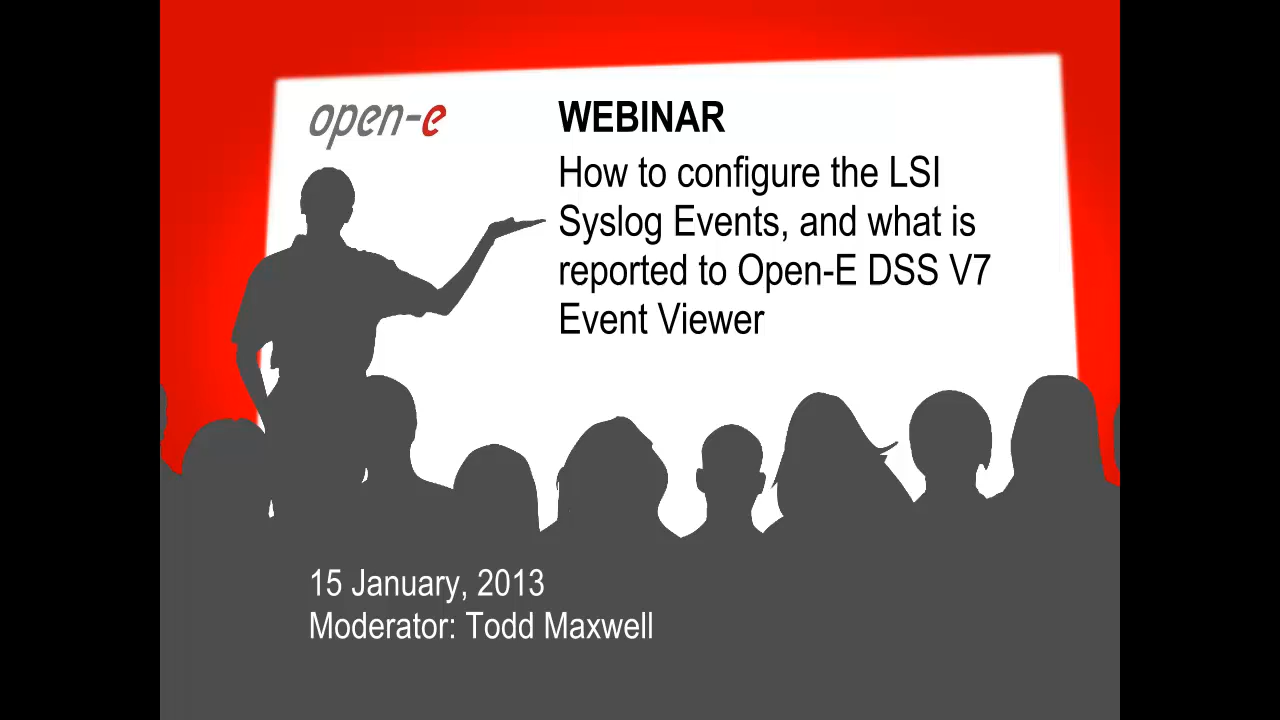 open-e
WEBINAR
How to configure the LSI
Syslog Events, and what is
reported to Open-E DSS V7
Event Viewer
15 January, 2013
Moderator: Todd Maxwell